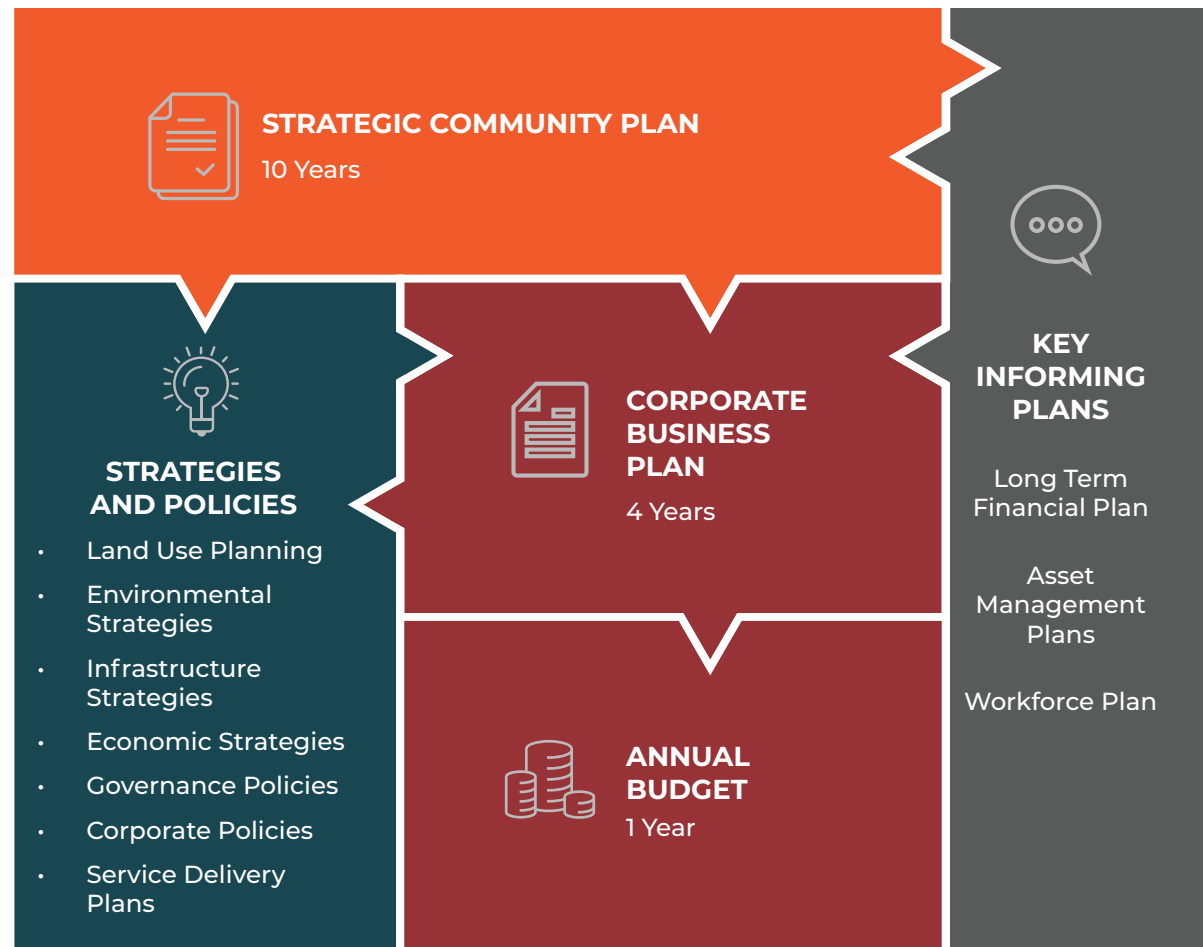 STRATEGIC COMMUNITY PLAN
10 Years
STRATEGIES
AND POLICIES
• Land Use Planning
• Environmental
Strategies
• Infrastructure
Strategies
• Economic Strategies
• Governance Policies
• Corporate Policies
• Service Delivery
Plans
CORPORATE
BUSINESS
PLAN
4 Years
ANNUAL
BUDGET
1 Year
KEY
INFORMING
PLANS
Long Term
Financial Plan
Asset
Management
Plans
Workforce Plan